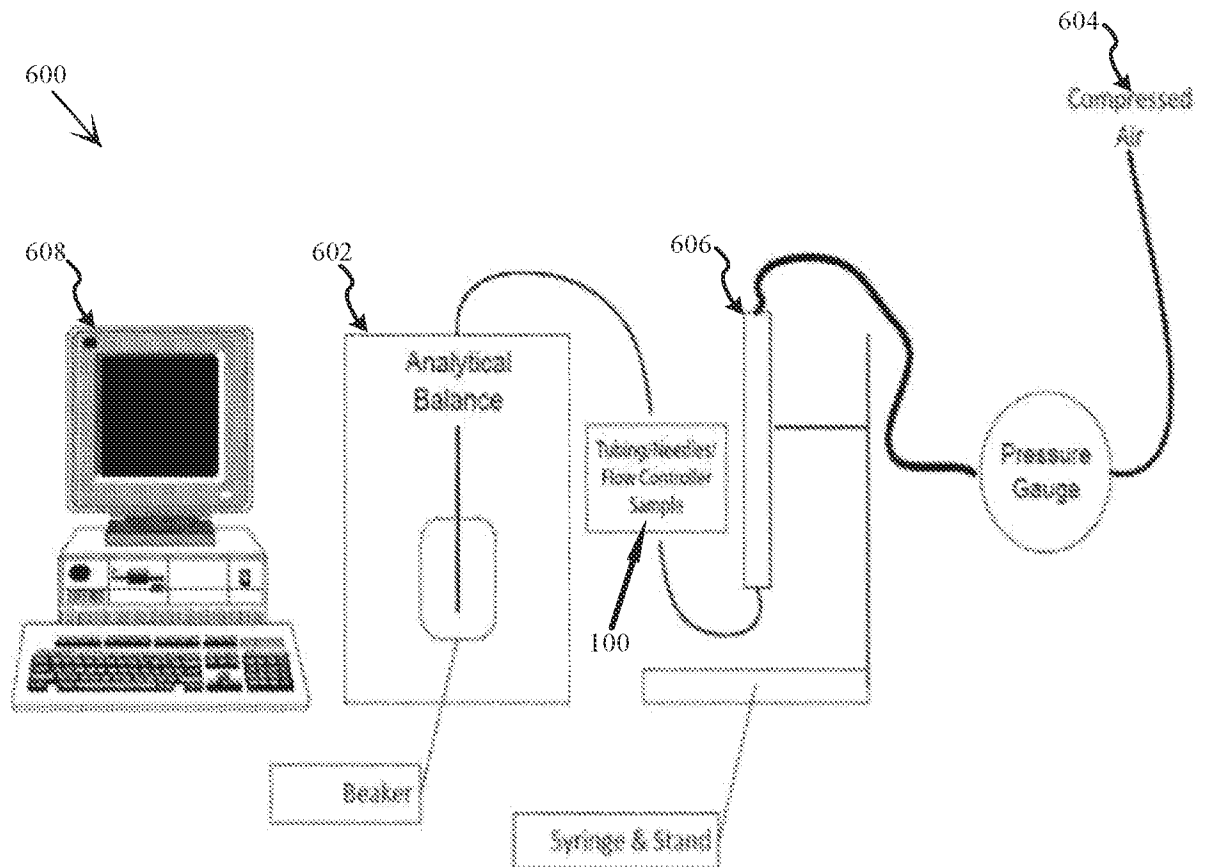 604
600
Compressed
Air
608
602
606
Analytical
Balance
Tubing/Needles/
Flow Controller
Sample
Pressure
Gauge
100
Beaker
Syringe & Stand